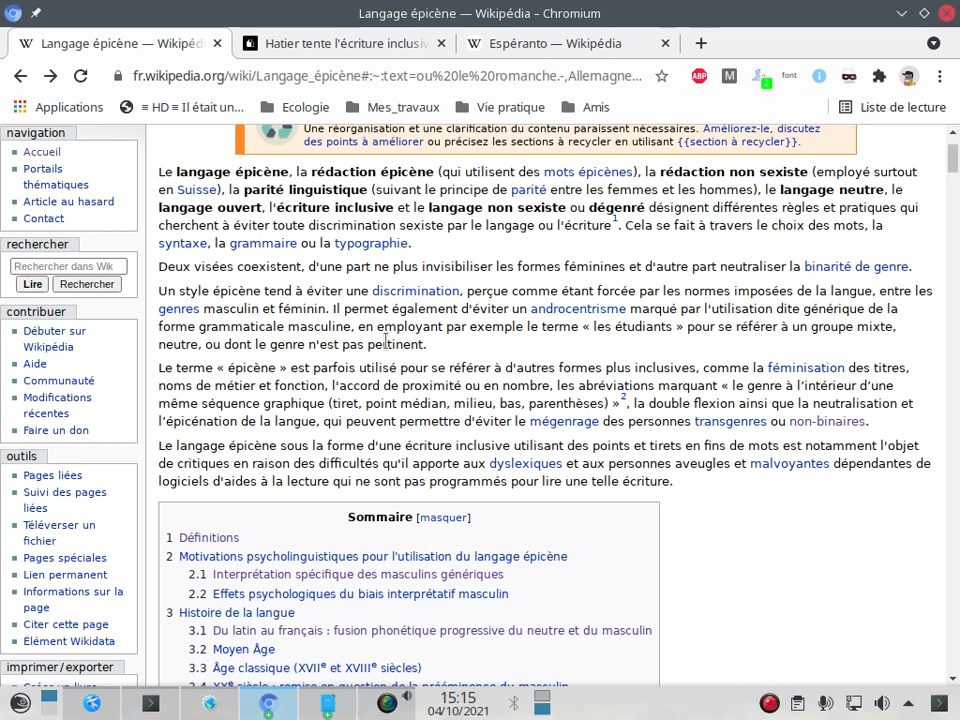 Langage épicène — Wikipédia – Chromium
Langage épicène — Wikipéd
Hatier tente l'écriture inclusiv
Espéranto — Wikipédia
fr.wikipedia.org/wiki/Langage_épicène#:~:text=ou%20le%20romanche.-,Allemagne...
ABP
M
2
font
Applications
≡ HD ≡ Il était un...
Ecologie
Mes_travaux
Vie pratique
Amis
Liste de lecture
navigation
Accueil
Portails
thématiques
Article au hasard
Contact
rechercher
Rechercher dans Wik
Lire
Rechercher
contribuer
Débuter sur
Wikipédia
Aide
Communauté
Modifications
récentes
Faire un don
outils
Pages liées
Suivi des pages
liées
Téléverser un
fichier
Pages spéciales
Lien permanent
Informations sur la
page
Citer cette page
Élément Wikidata
imprimer / exporter
Une réorganisation et une clarification du contenu paraissent nécessaires. Améliorez-le, discutez
des points à améliorer ou précisez les sections à recycler en utilisant {{section à recycler}}.
Le langage épicène, la rédaction épicène (qui utilisent des mots épicènes), la rédaction non sexiste (employé surtout
en Suisse), la parité linguistique (suivant le principe de parité entre les femmes et les hommes), le langage neutre, le
langage ouvert, l'écriture inclusive et le langage non sexiste ou dégenré désignent différentes règles et pratiques qui
cherchent à éviter toute discrimination sexiste par le langage ou l'écriture1. Cela se fait à travers le choix des mots, la
syntaxe, la grammaire ou la typographie.
Deux visées coexistent, d'une part ne plus invisibiliser les formes féminines et d'autre part neutraliser la binarité de genre.
Un style épicène tend à éviter une discrimination, perçue comme étant forcée par les normes imposées de la langue, entre les
genres masculin et féminin. Il permet également d'éviter un androcentrisme marqué par l'utilisation dite générique de la
forme grammaticale masculine, en employant par exemple le terme « les étudiants » pour se référer à un groupe mixte,
neutre, ou dont le genre n'est pas pertinent.
Le terme « épicène » est parfois utilisé pour se référer à d'autres formes plus inclusives, comme la féminisation des titres,
noms de métier et fonction, l'accord de proximité ou en nombre, les abréviations marquant « le genre à l’intérieur d’une
même séquence graphique (tiret, point médian, milieu, bas, parenthèses) »2, la double flexion ainsi que la neutralisation et
l’épicénation de la langue, qui peuvent permettre d'éviter le mégenrage des personnes transgenres ou non-binaires.
Le langage épicène sous la forme d'une écriture inclusive utilisant des points et tirets en fins de mots est notamment l'objet
de critiques en raison des difficultés qu'il apporte aux dyslexiques et aux personnes aveugles et malvoyantes dépendantes de
logiciels d'aides à la lecture qui ne sont pas programmés pour lire une telle écriture.
Sommaire [masquer]
1 Définitions
2 Motivations psycholinguistiques pour l'utilisation du langage épicène
2.1 Interprétation spécifique des masculins génériques
2.2 Effets psychologiques du biais interprétatif masculin
3 Histoire de la langue
3.1 Du latin au français : fusion phonétique progressive du neutre et du masculin
3.2 Moyen Âge
3.3 Âge classique (XVIIe et XVIIIe siècles)
3.4 XXe siècle : remise en question de la prééminence du masculin
15:15
04/10/2021